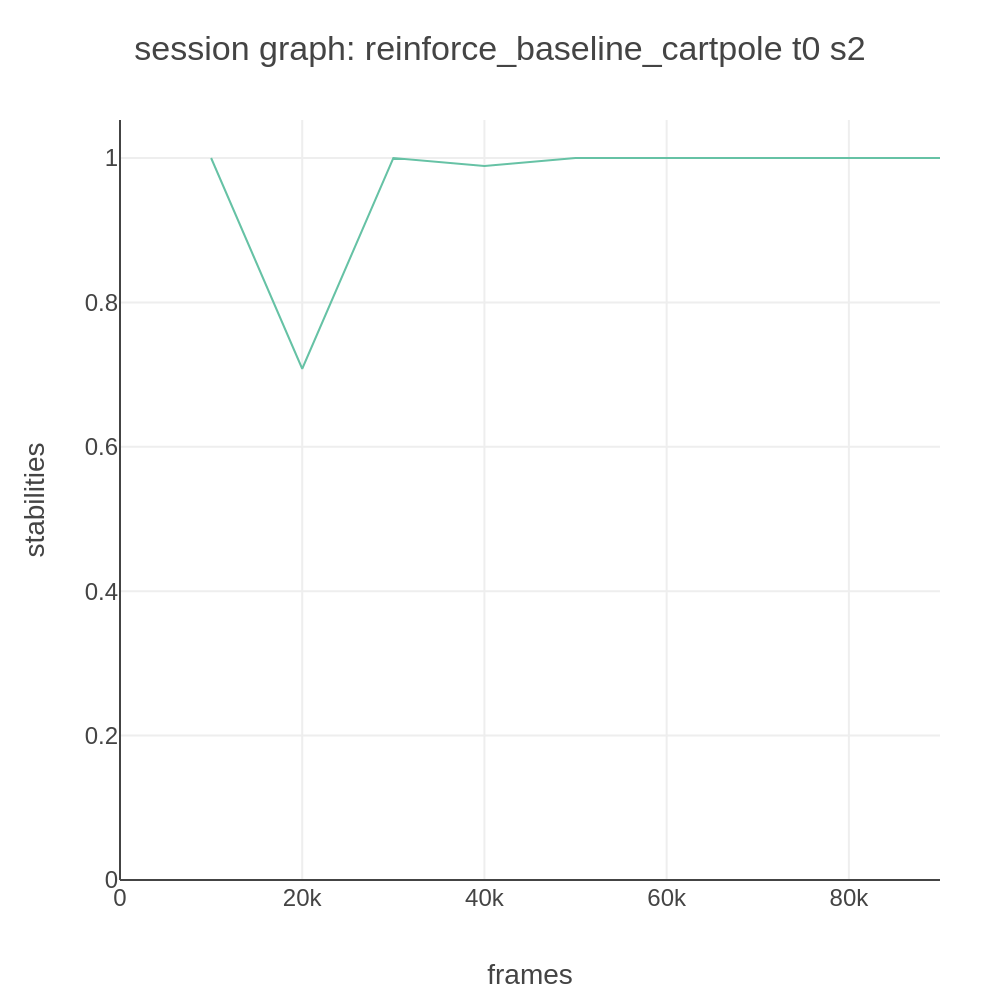 session graph: reinforce_baseline_cartpole t0 s2
1
0.8
0.6
0.4
0.2
0
stabilities
0 20k 40k 60k 80k
frames